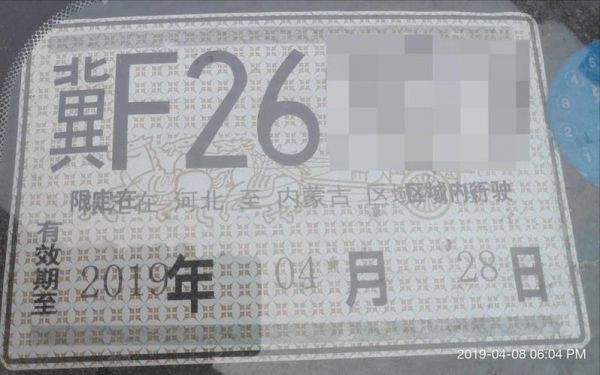 冀F26
限定在 河北 至 内蒙古 区域内行驶
有效期至 2019年 04月 28日
2019-04-08 06:04 PM